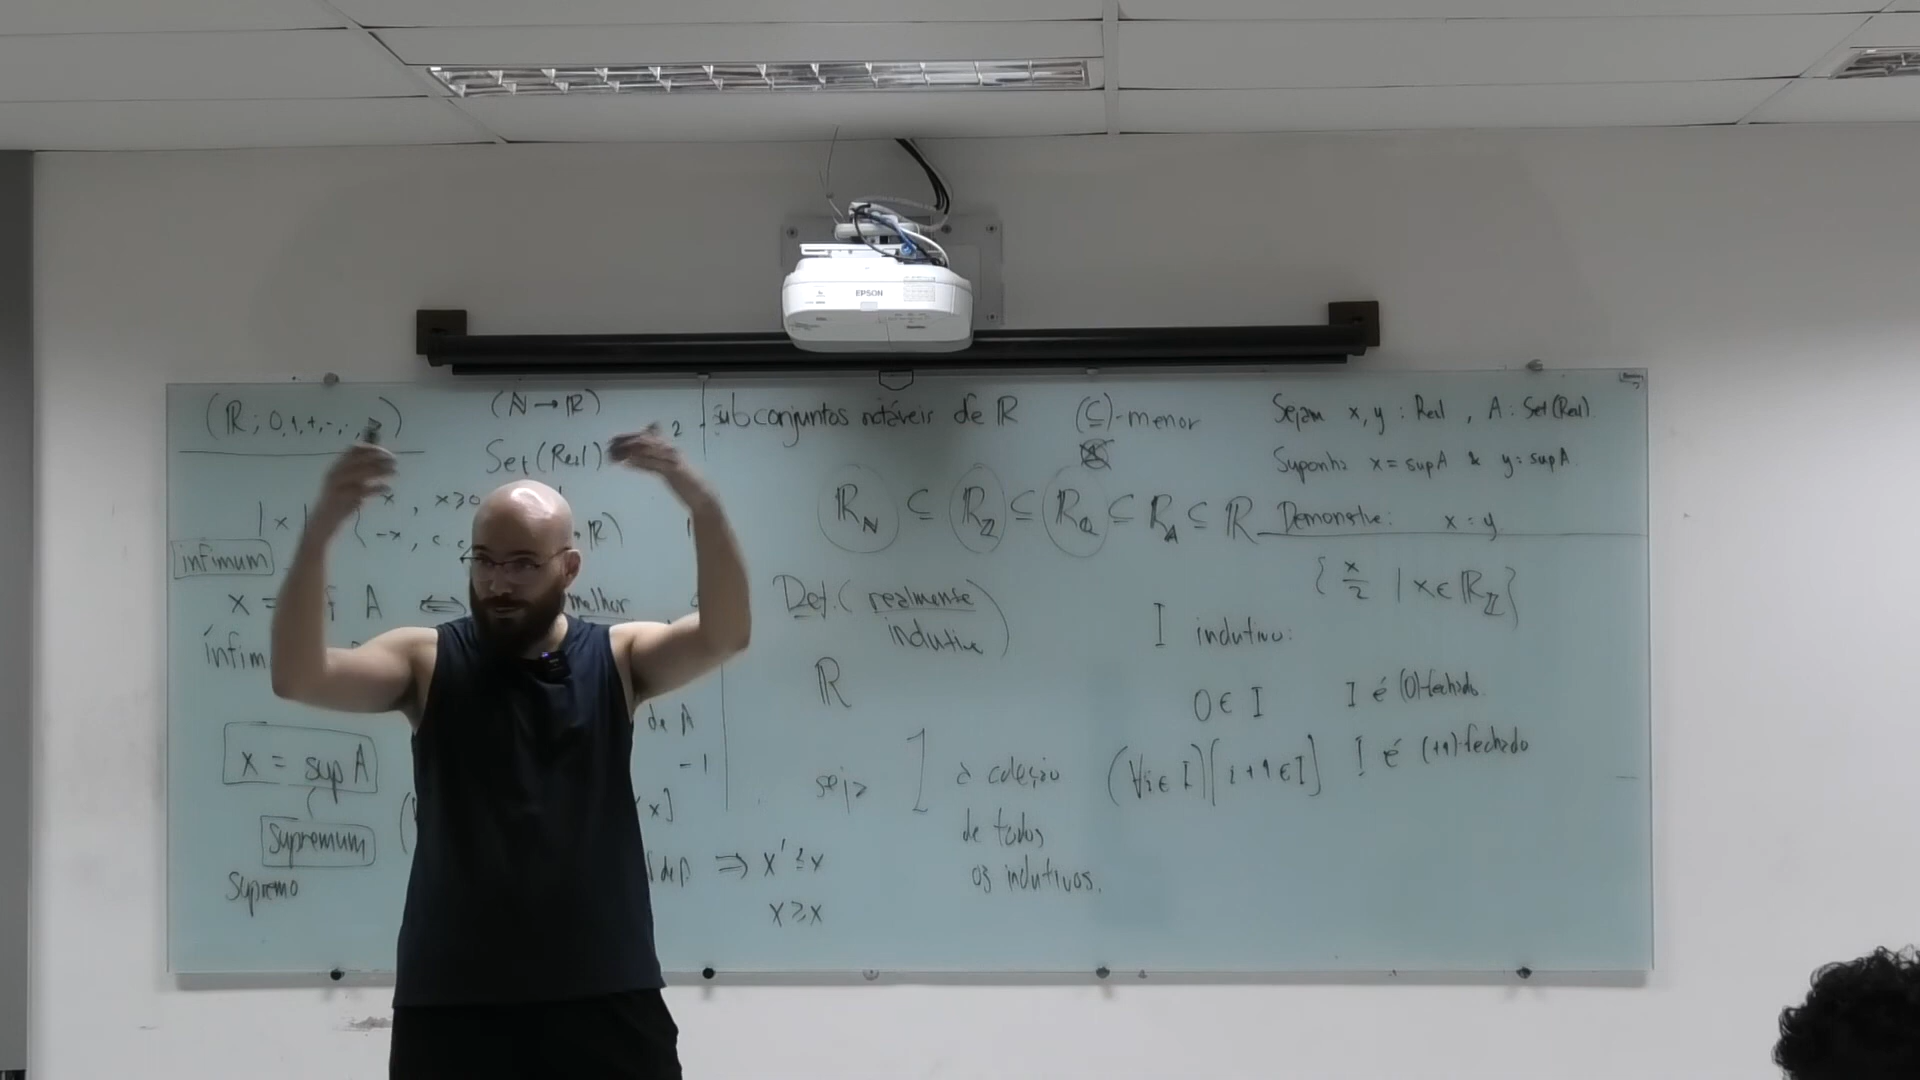 (ℝ; 0,1,+,-,·,≥)
(ℕ → ℝ)
Set(Real)
|x|
x, x≥0
-x, c.c.
ℝ)
infimum
x =
A ⟺
melhor
ínfim
de A
x = sup A
-1
x]
supremum
de A ⟹ x' ≤ x
x ≥ x
Supremo
subconjuntos notáveis de ℝ
(⊆)-menor
ℝ_ℕ ⊆ ℝ_ℤ ⊆ ℝ_ℚ ⊆ ℝ_𝔸 ⊆ ℝ
Def. (realmente indutivo)
ℝ
seja I a coleção
de todos
os indutivos.
I indutivo:
0 ∈ I I é (0)-fechado.
(∀i ∈ I)[i+1 ∈ I] I é (+1)-fechado
Sejam x, y : Real , A : Set(Real).
Suponha x = sup A & y = sup A.
Demonstre: x = y.
{ x/2 | x ∈ ℝ_ℤ }
EPSON